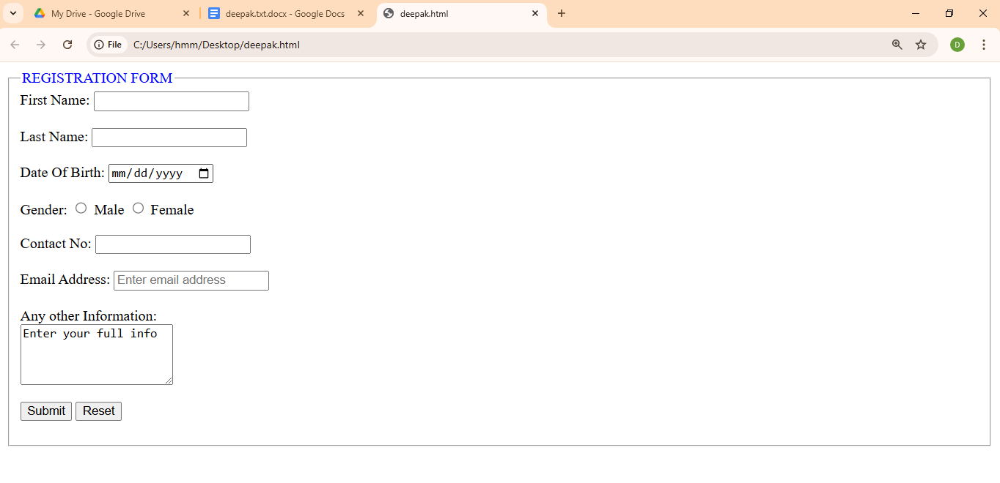 My Drive - Google Drive
deepak.txt.docx - Google Docs
deepak.html
File
C:/Users/hmm/Desktop/deepak.html
D
REGISTRATION FORM
First Name:
Last Name:
Date Of Birth: mm/dd/yyyy
Gender: Male Female
Contact No:
Email Address: Enter email address
Any other Information:
Enter your full info
Submit Reset